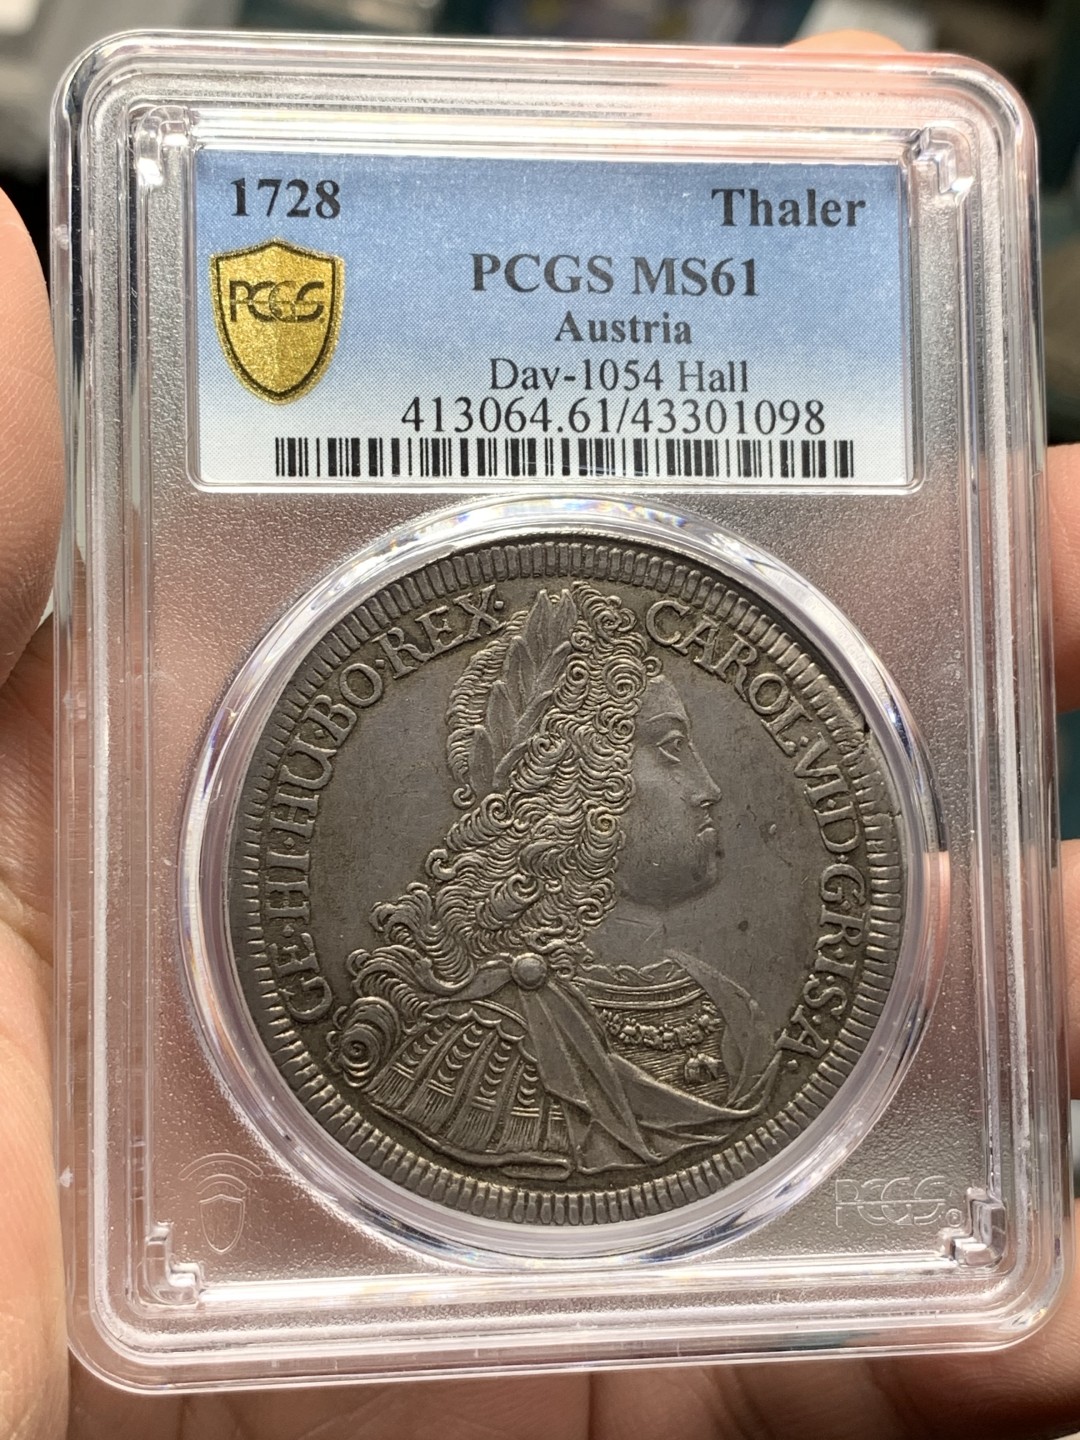 1728 Thaler
PCGS
PCGS MS61
Austria
Dav-1054 Hall
413064.61/43301098
CAROL·VI·D·G·R·I·S·A·
GE·HI·HU·BO·REX·
PCGS